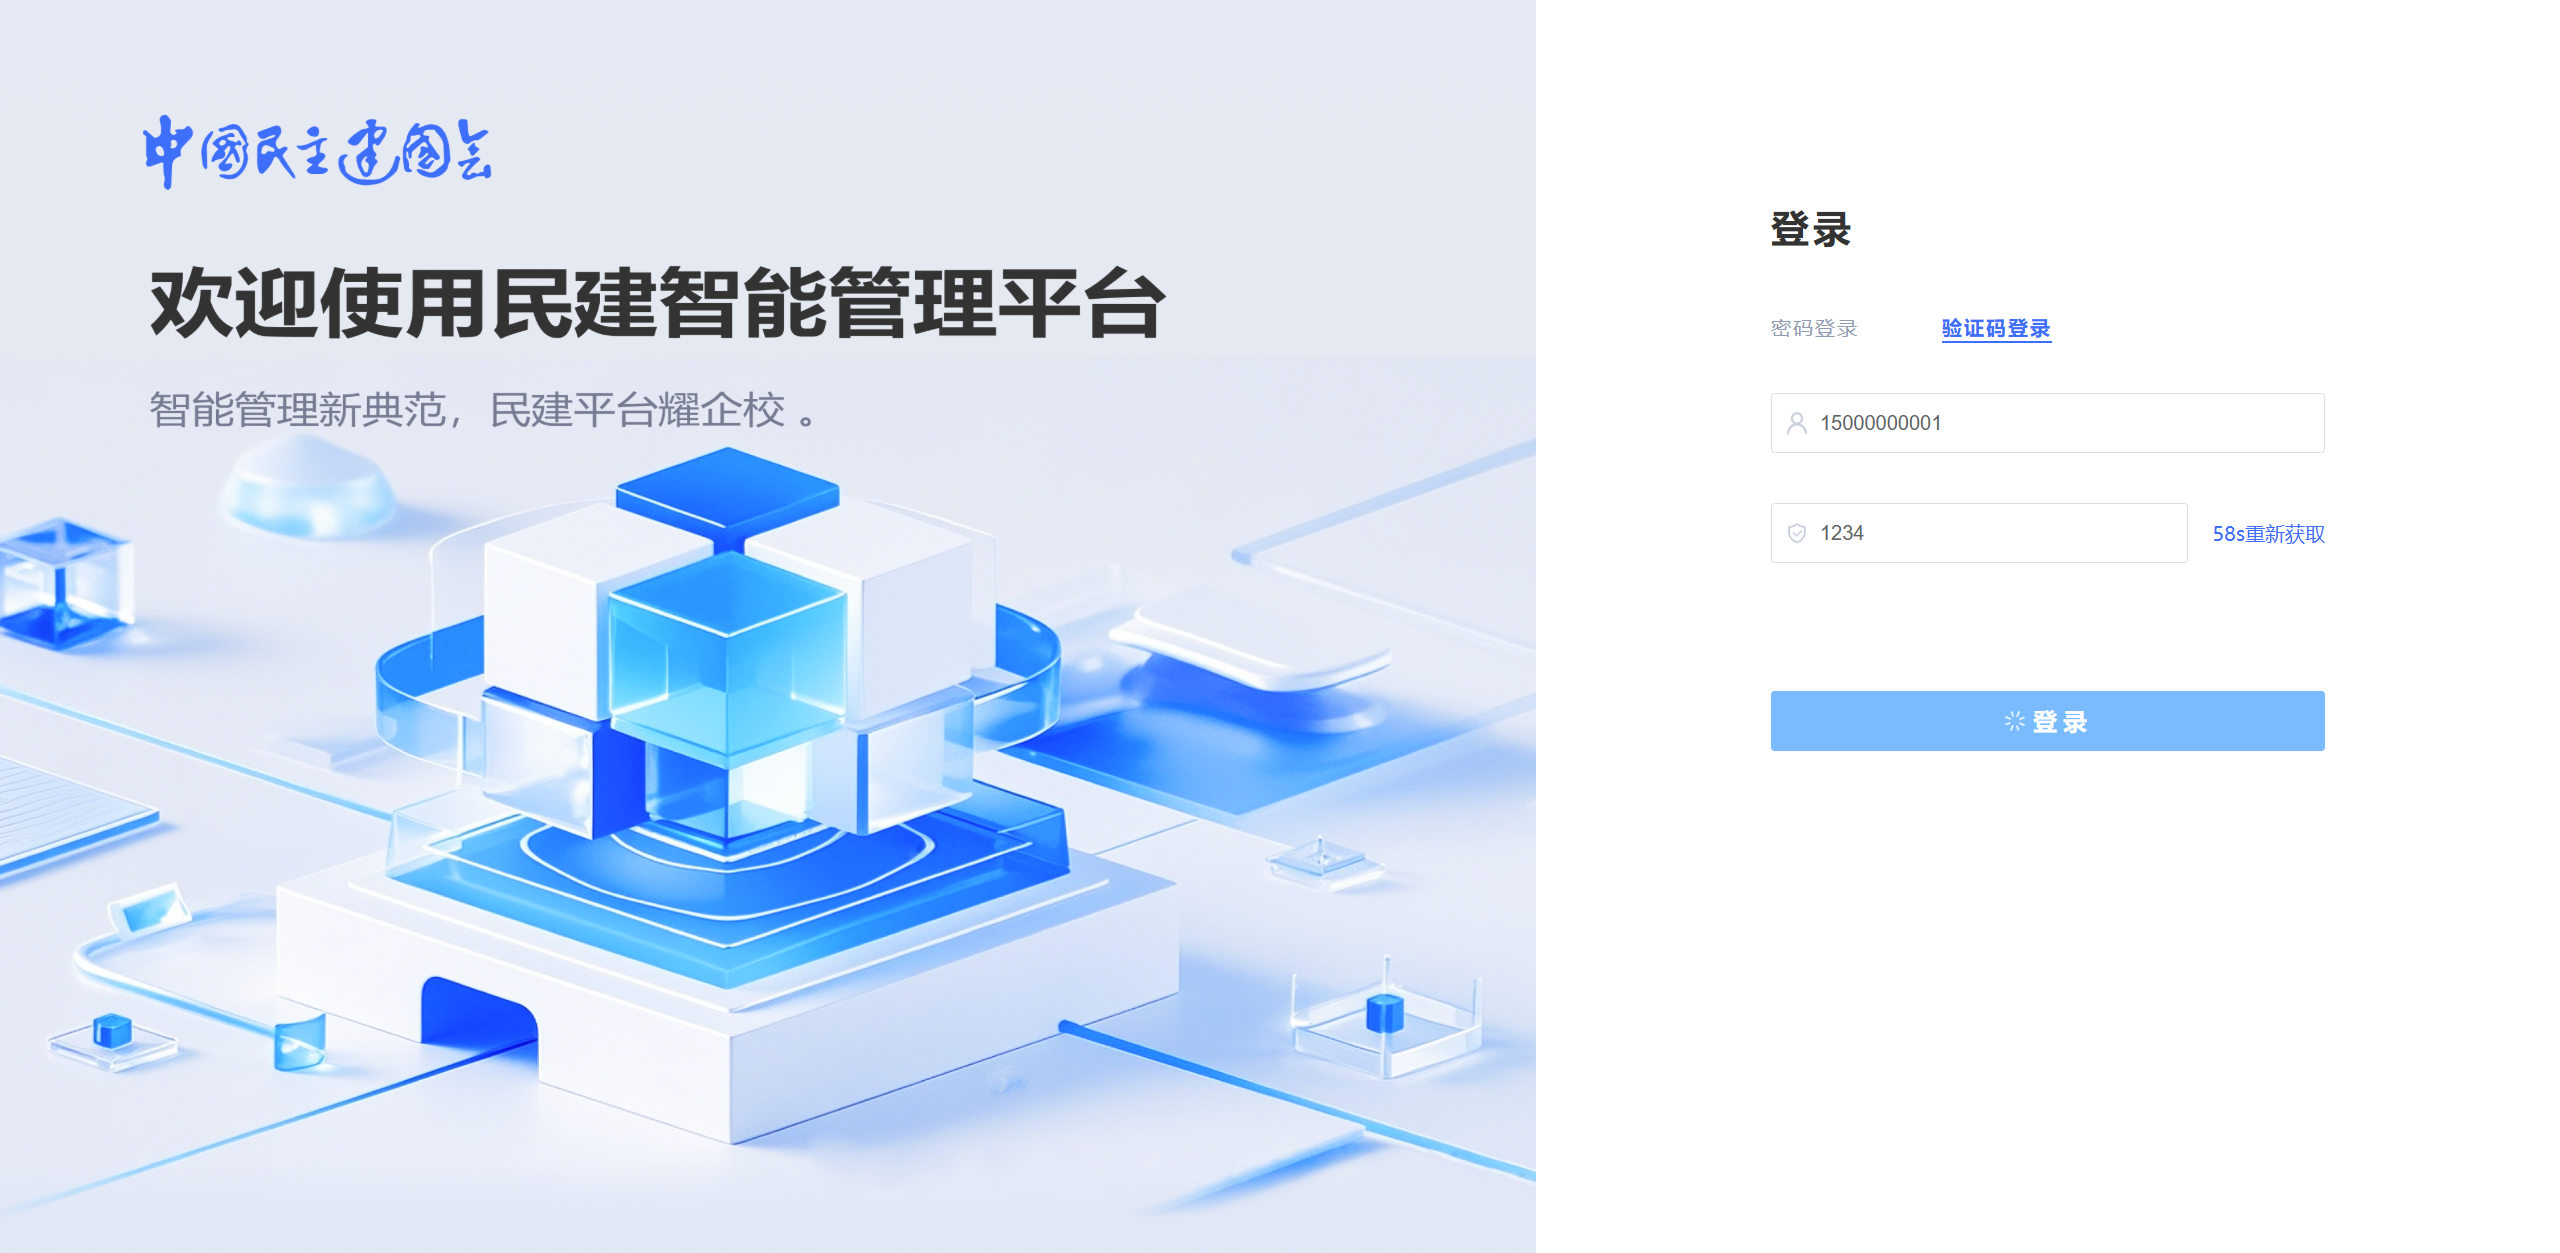 中國民主建图会
欢迎使用民建智能管理平台
智能管理新典范，民建平台耀企校 。
登录
密码登录
验证码登录
15000000001
1234
58s重新获取
登录